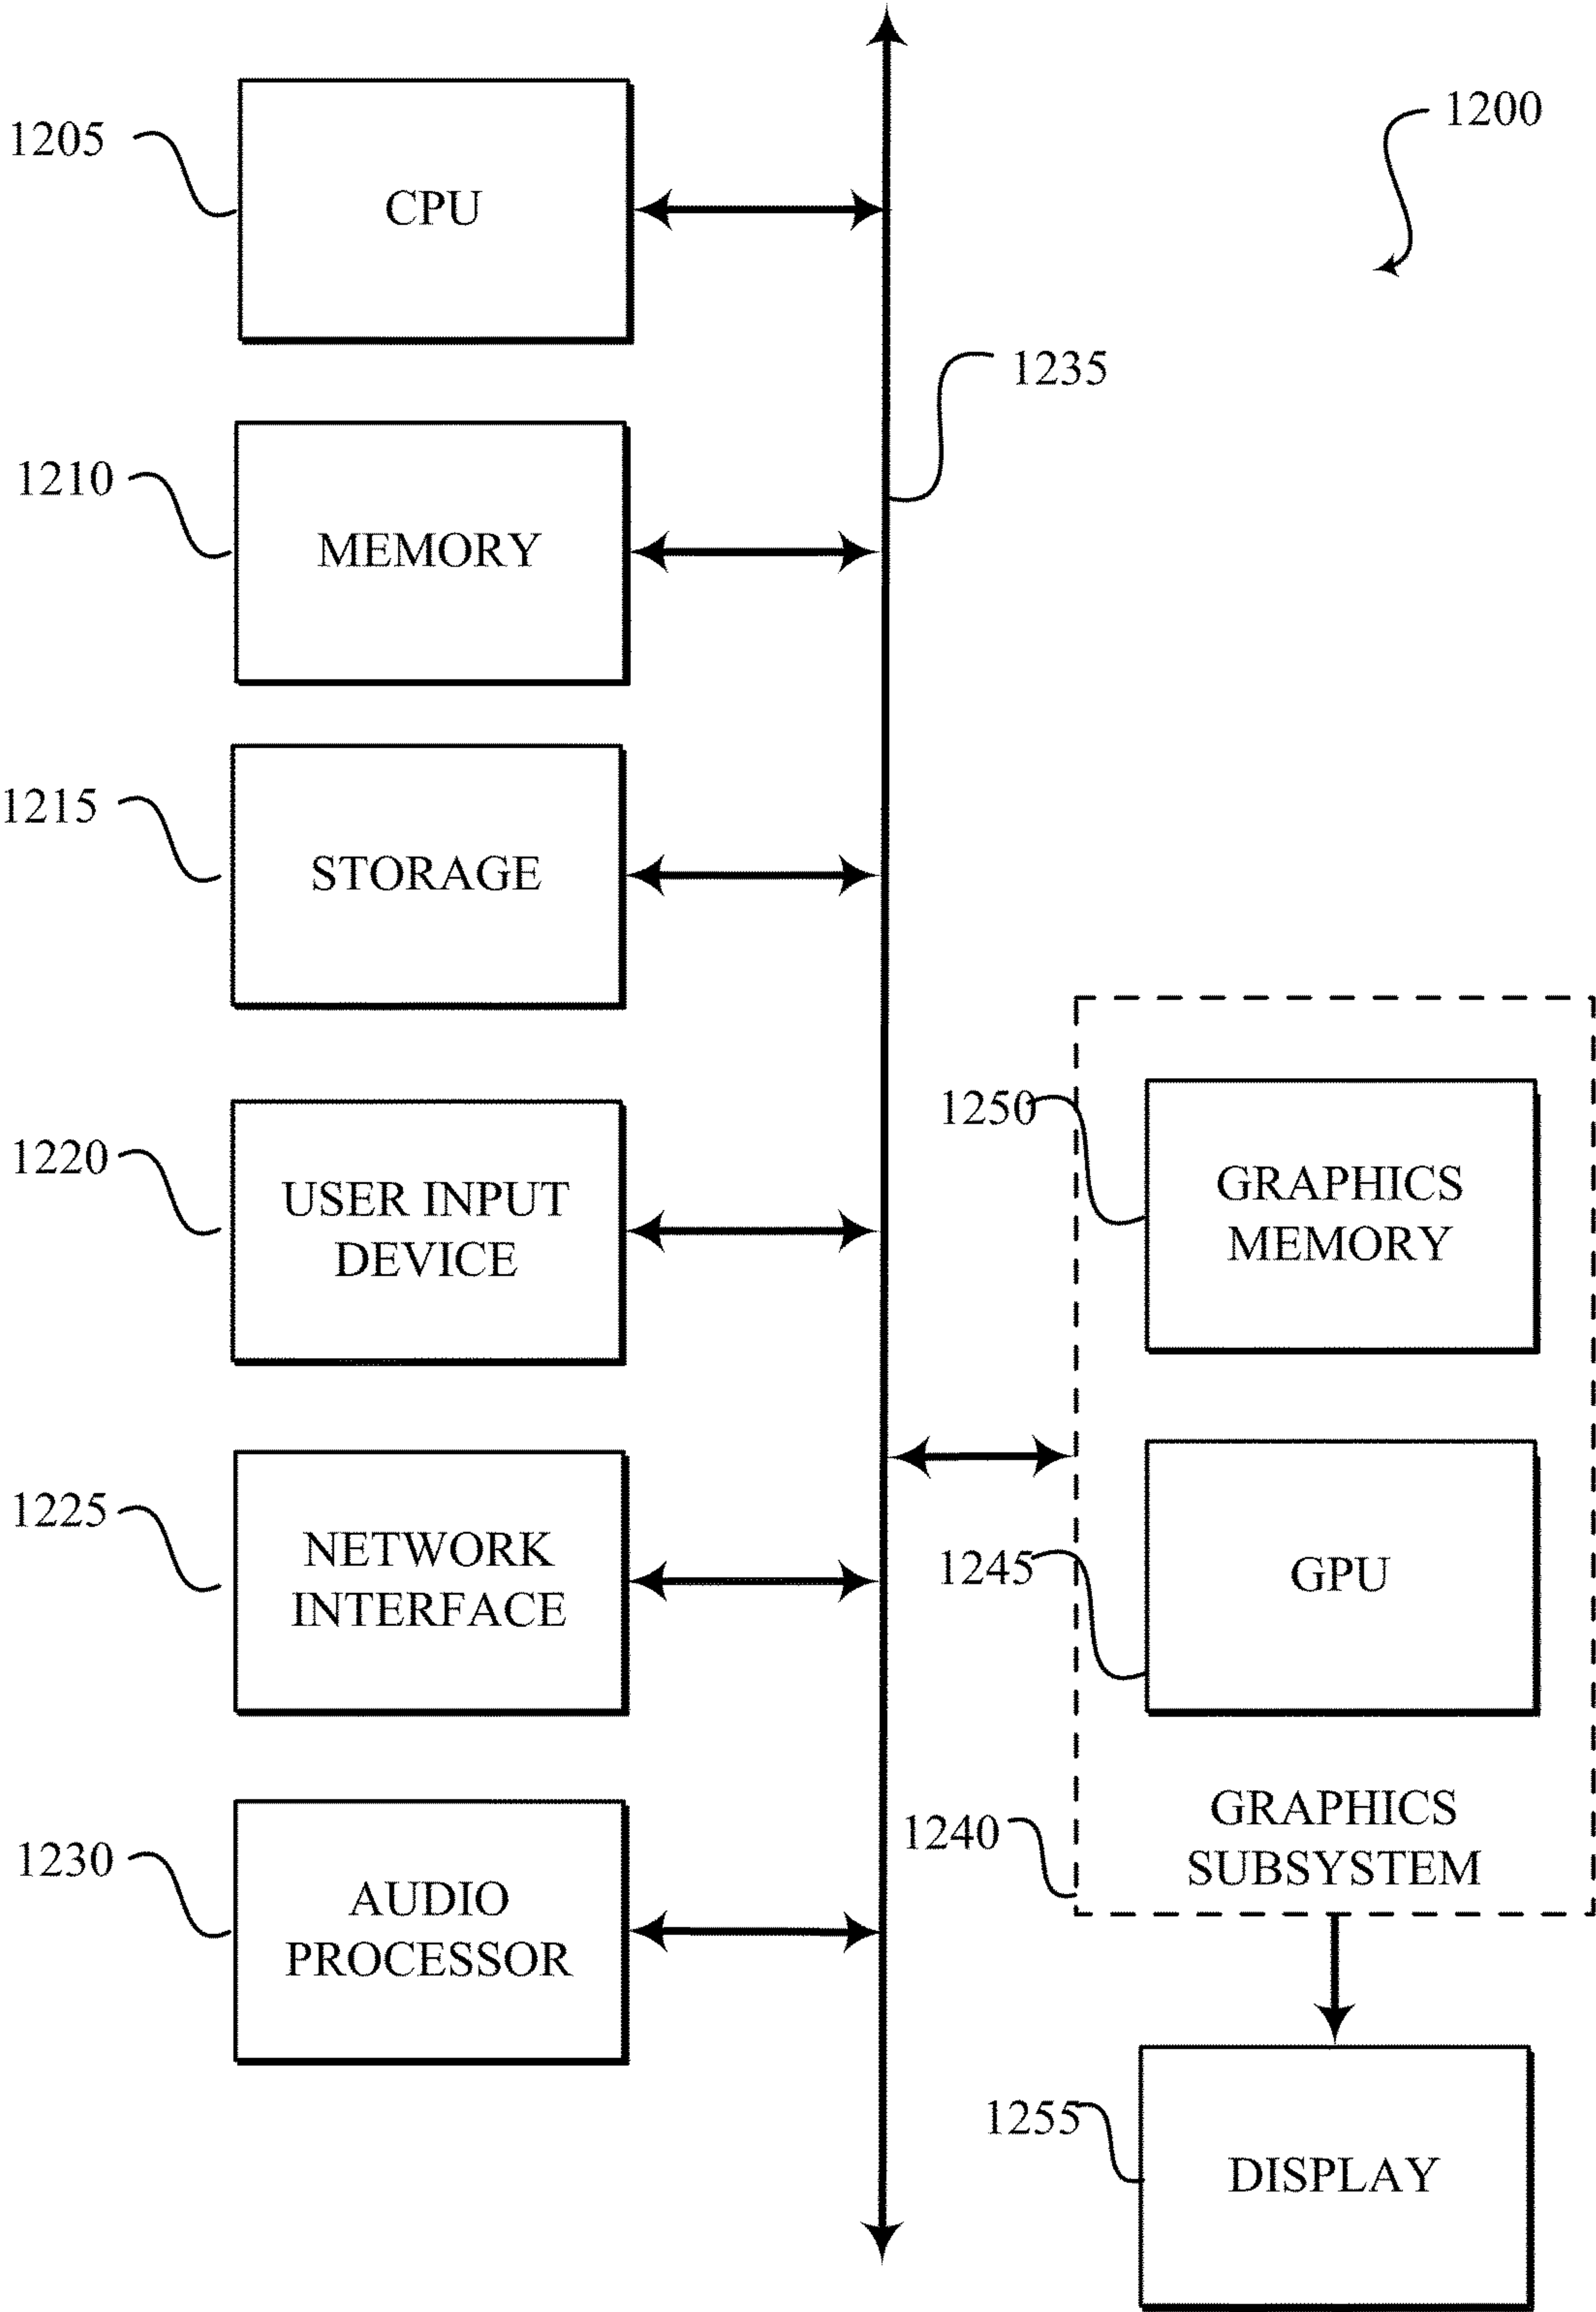 1200
1205
CPU
1235
1210
MEMORY
1215
STORAGE
1250
GRAPHICS
MEMORY
1220
USER INPUT
DEVICE
1225
NETWORK
INTERFACE
1245
GPU
1240
GRAPHICS
SUBSYSTEM
1230
AUDIO
PROCESSOR
1255
DISPLAY